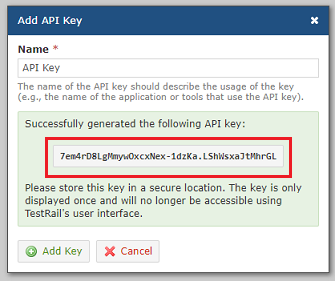 Add API Key
Name *
API Key
The name of the API key should describe the usage of the key
(e.g., the name of the application or tools that use the API key).
Successfully generated the following API key:
7em4rD8LgMmywOxcxNex-1dzKa.LShWsxaJtMhrGL
Please store this key in a secure location. The key is only
displayed once and will no longer be accessible using
TestRail's user interface.
Add Key Cancel